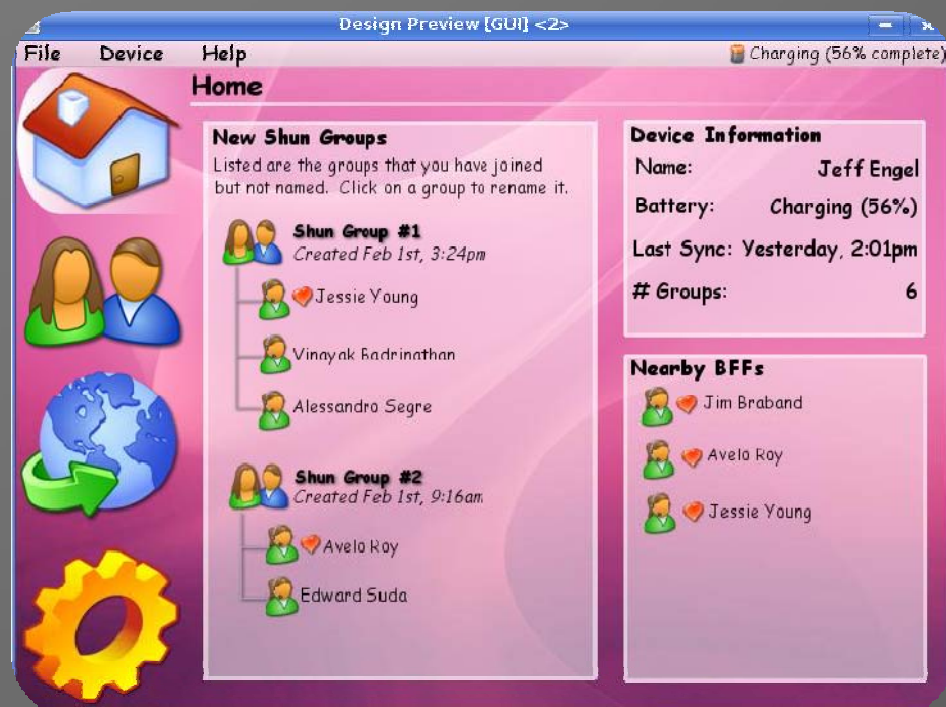 Design Preview [GUI] <2>
File Device Help
Charging (56% complete)
Home
New Shun Groups
Listed are the groups that you have joined
but not named. Click on a group to rename it.
Shun Group #1
Created Feb 1st, 3:24pm
Jessie Young
Vinayak Badrinathan
Alessandro Segre
Shun Group #2
Created Feb 1st, 9:16am
Avelo Roy
Edward Suda
Device Information
Name: Jeff Engel
Battery: Charging (56%)
Last Sync: Yesterday, 2:01pm
# Groups: 6
Nearby BFFs
Jim Braband
Avelo Roy
Jessie Young